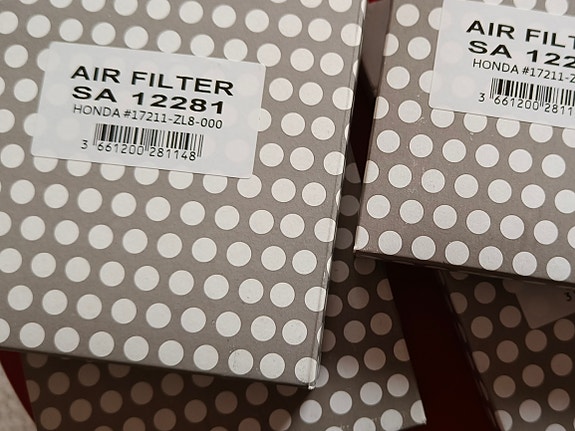 AIR FILTER
SA 12281
HONDA #17211-ZL8-000
3 661200 281148
AIR FILT
SA 122
HONDA #17211-Z
3 661200 2811